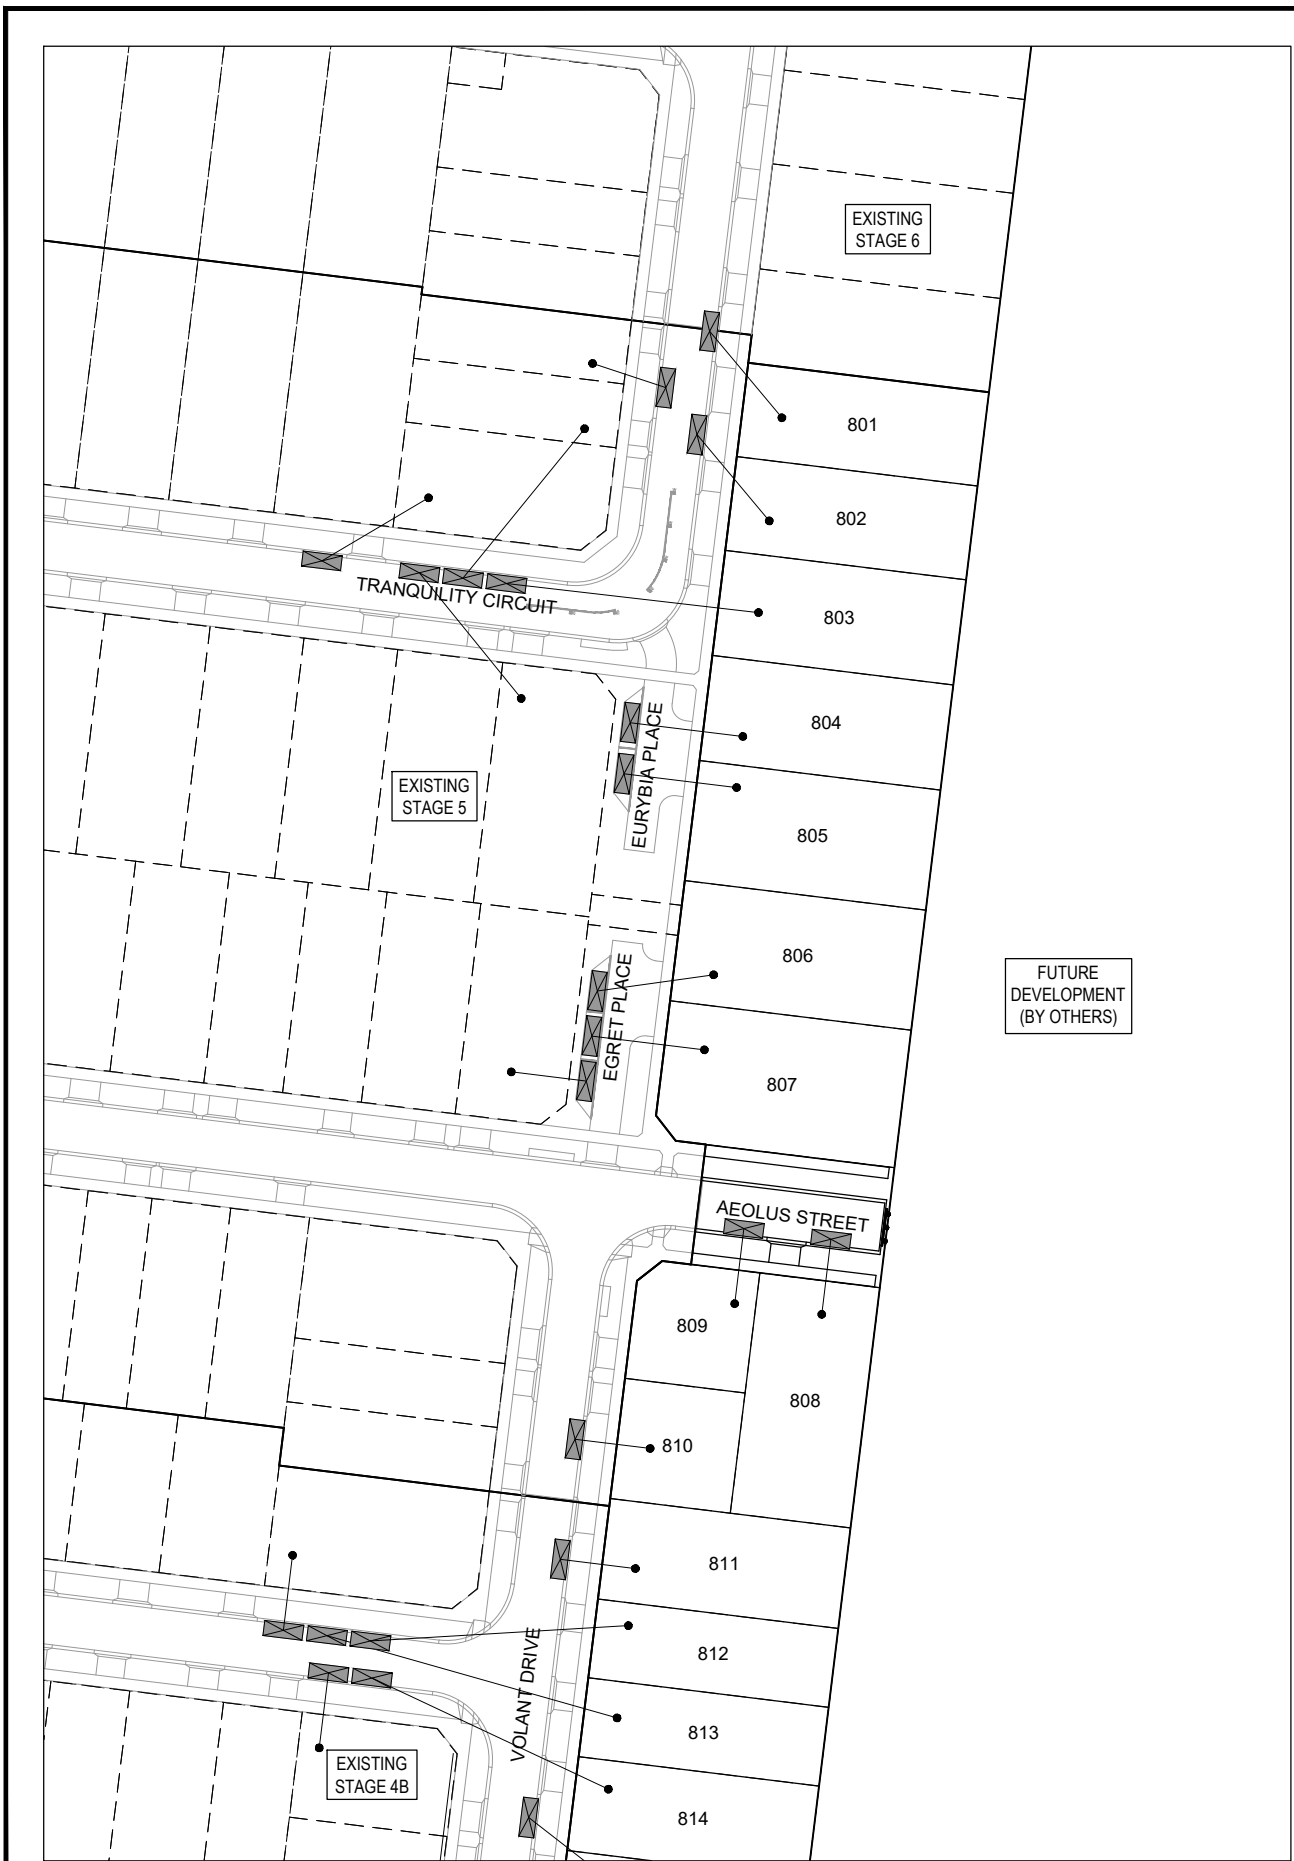 EXISTING
STAGE 6
801
802
TRANQUILITY CIRCUIT
803
EURYBIA PLACE
804
EXISTING
STAGE 5
805
806
EGRET PLACE
FUTURE
DEVELOPMENT
(BY OTHERS)
807
AEOLUS STREET
809
808
810
811
VOLANT DRIVE
812
813
EXISTING
STAGE 4B
814